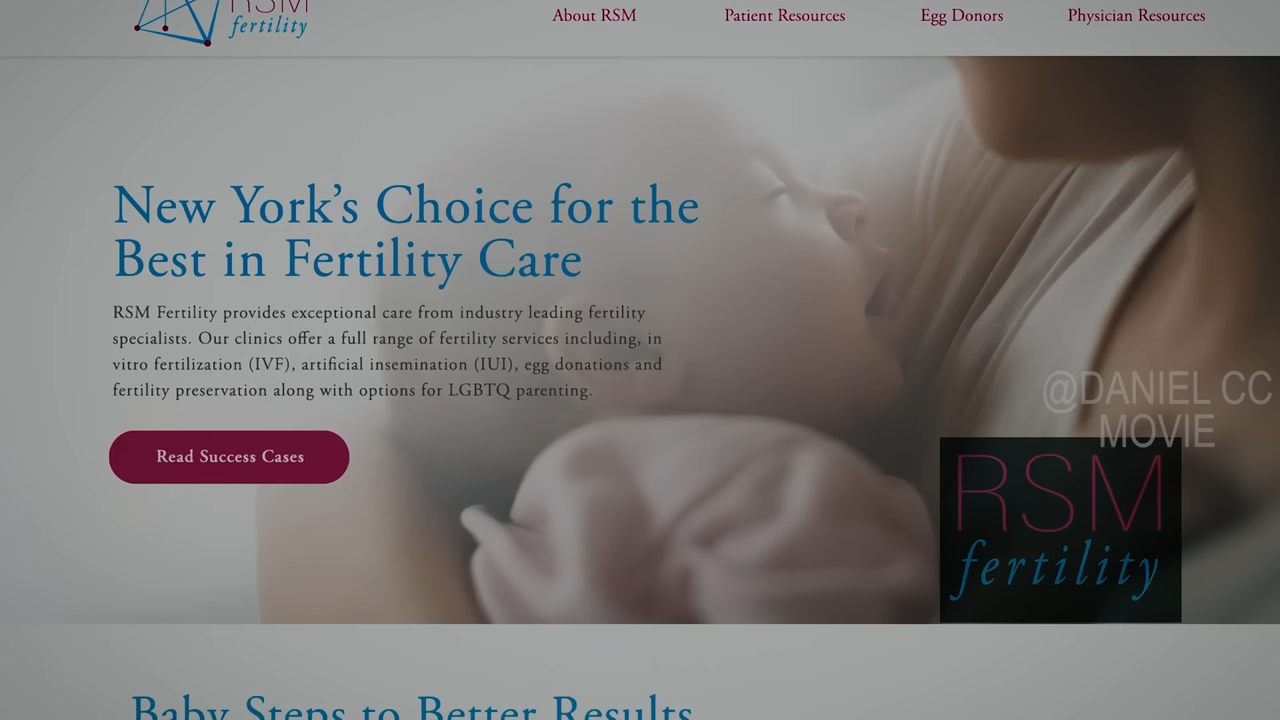 RSM
fertility
About RSM
Patient Resources
Egg Donors
Physician Resources
New York’s Choice for the
Best in Fertility Care
RSM Fertility provides exceptional care from industry leading fertility
specialists. Our clinics offer a full range of fertility services including, in
vitro fertilization (IVF), artificial insemination (IUI), egg donations and
fertility preservation along with options for LGBTQ parenting.
Read Success Cases
@DANIEL CC
MOVIE
RSM
fertility
Baby Steps to Better Results